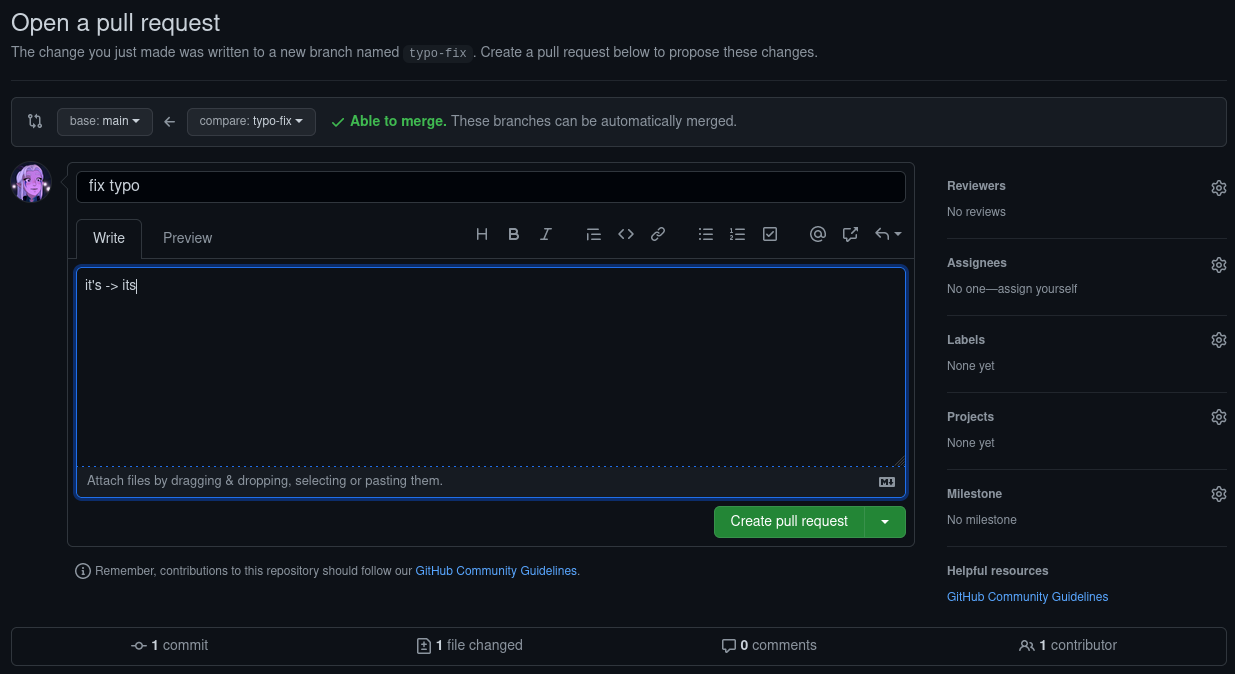 Open a pull request
The change you just made was written to a new branch named typo-fix. Create a pull request below to propose these changes.
base: main
compare: typo-fix
Able to merge. These branches can be automatically merged.
fix typo
Write
Preview
H B I
it's -> its
Attach files by dragging & dropping, selecting or pasting them.
Create pull request
Remember, contributions to this repository should follow our GitHub Community Guidelines.
Reviewers
No reviews
Assignees
No one—assign yourself
Labels
None yet
Projects
None yet
Milestone
No milestone
Helpful resources
GitHub Community Guidelines
1 commit
1 file changed
0 comments
1 contributor